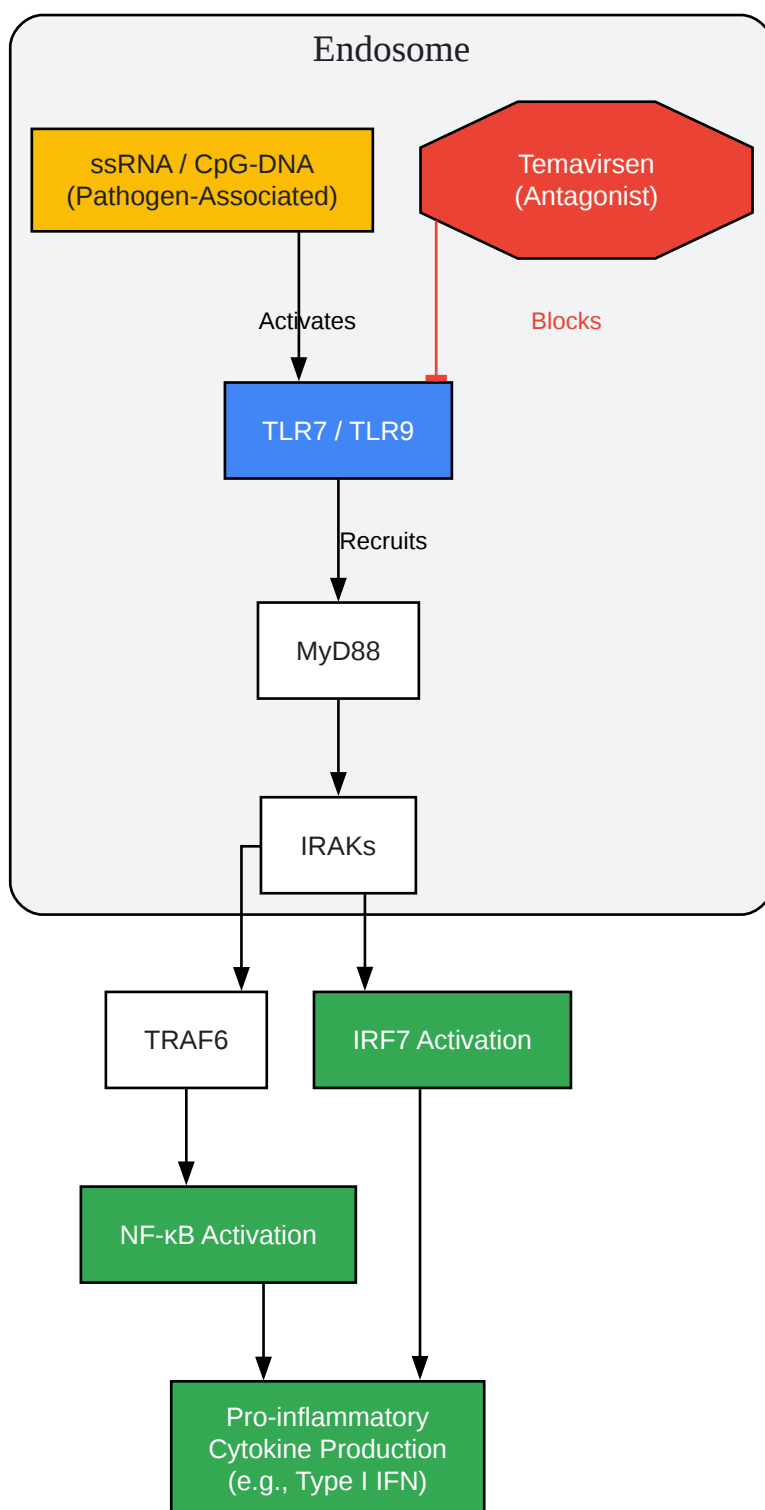 Endosome
ssRNA / CpG-DNA
(Pathogen-Associated)
Temavirsen
(Antagonist)
Activates
Blocks
TLR7 / TLR9
Recruits
MyD88
IRAKs
TRAF6
IRF7 Activation
NF-κB Activation
Pro-inflammatory
Cytokine Production
(e.g., Type I IFN)